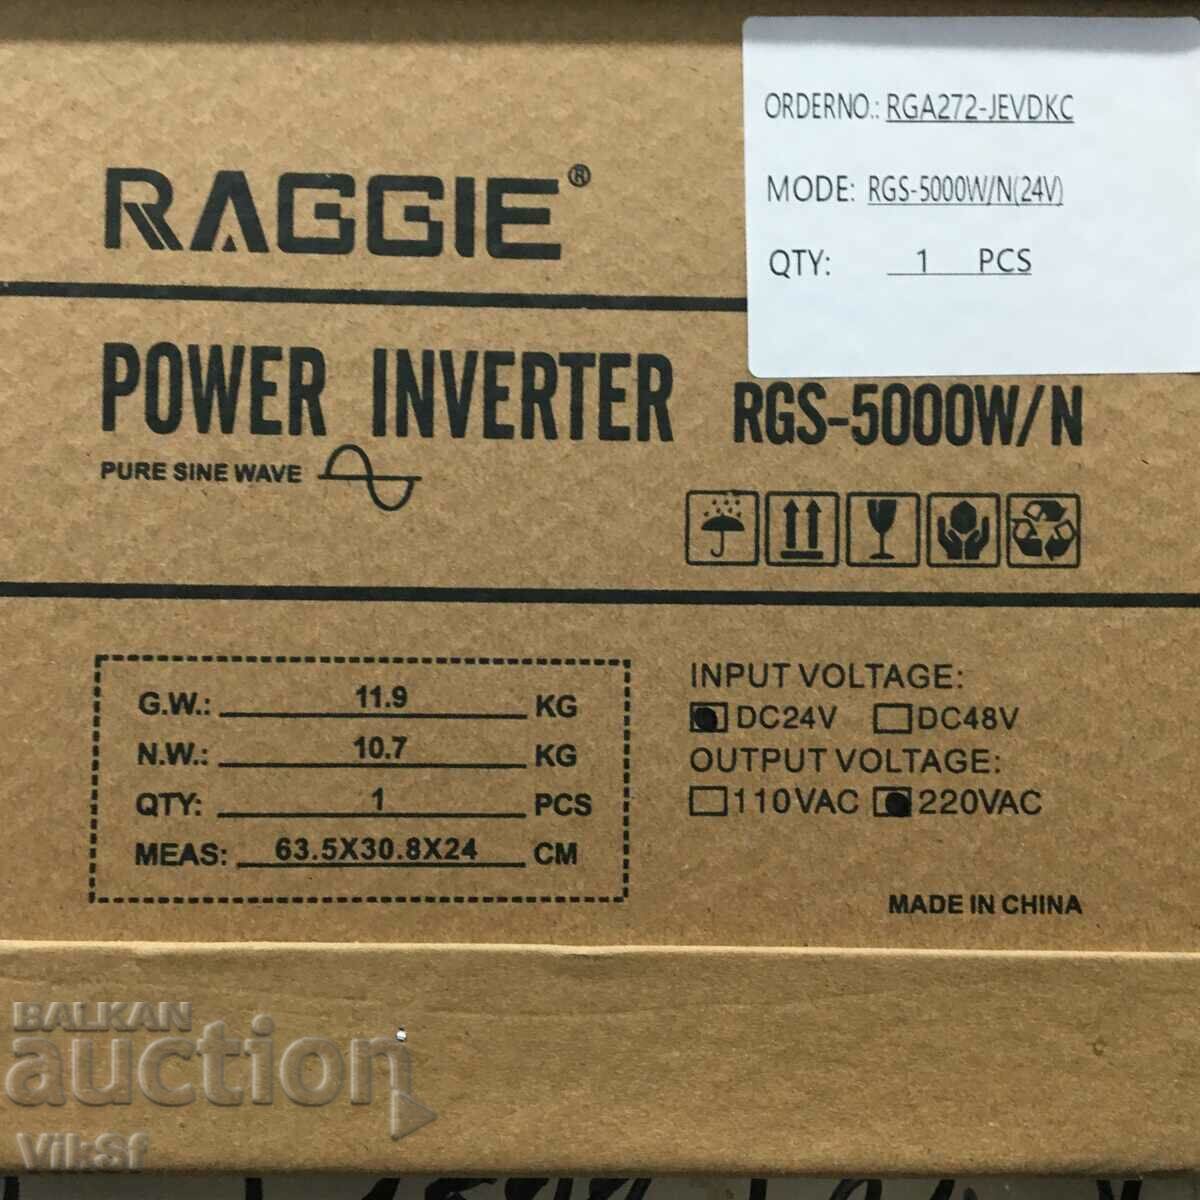 ORDERNO.: RGA272-JEVDKC
MODE: RGS-5000W/N(24V)
QTY: 1 PCS
RAGGIE®
POWER INVERTER RGS-5000W/N
PURE SINE WAVE
G.W.: 11.9 KG
N.W.: 10.7 KG
QTY: 1 PCS
MEAS: 63.5X30.8X24 CM
INPUT VOLTAGE:
DC24V DC48V
OUTPUT VOLTAGE:
110VAC 220VAC
MADE IN CHINA
BALKAN
auction
VikSf